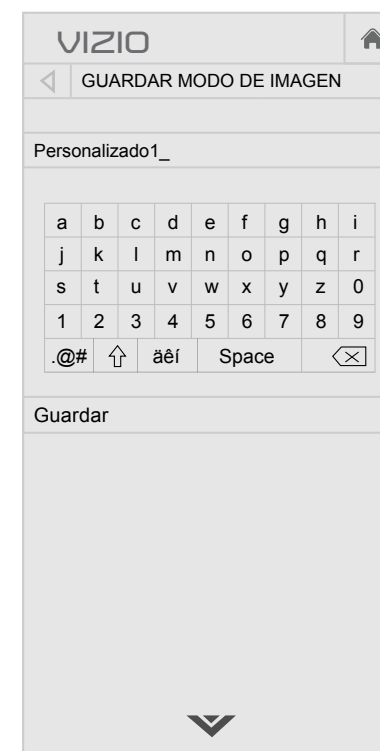 VIZIO
GUARDAR MODO DE IMAGEN
Personalizado1_
a b c d e f g h i
j k l m n o p q r
s t u v w x y z 0
1 2 3 4 5 6 7 8 9
.@# äêí Space
Guardar